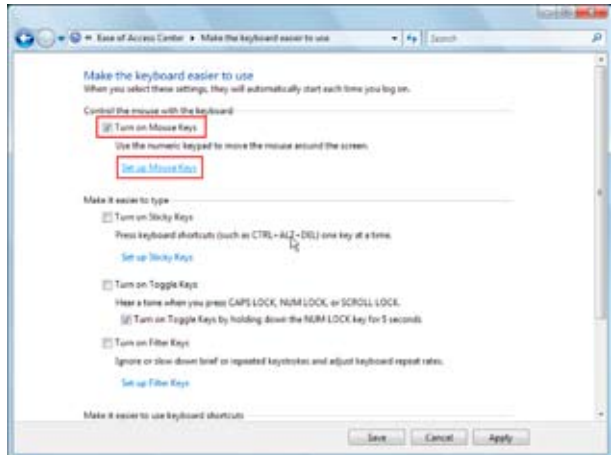 Ease of Access Center ▸ Make the keyboard easier to use
Search
Make the keyboard easier to use
When you select these settings, they will automatically start each time you log on.
Control the mouse with the keyboard
Turn on Mouse Keys
Use the numeric keypad to move the mouse around the screen.
Set up Mouse Keys
Make it easier to type
Turn on Sticky Keys
Press keyboard shortcuts (such as CTRL+ALT+DEL) one key at a time.
Set up Sticky Keys
Turn on Toggle Keys
Hear a tone when you press CAPS LOCK, NUM LOCK, or SCROLL LOCK.
Turn on Toggle Keys by holding down the NUM LOCK key for 5 seconds
Turn on Filter Keys
Ignore or slow down brief or repeated keystrokes and adjust keyboard repeat rates.
Set up Filter Keys
Make it easier to use keyboard shortcuts
Save
Cancel
Apply